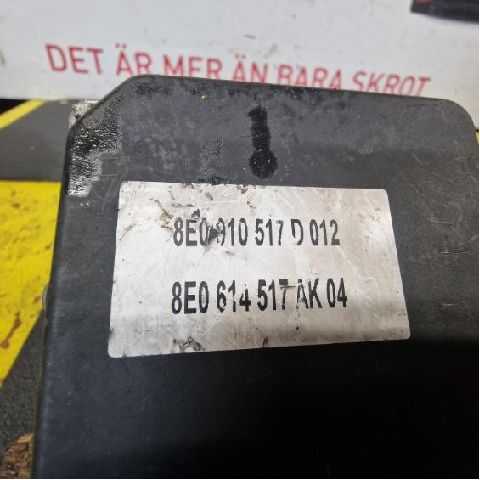 DET ÄR MER ÄN BARA SKROT
8E0 910 517 D 012
8E0 614 517 AK 04